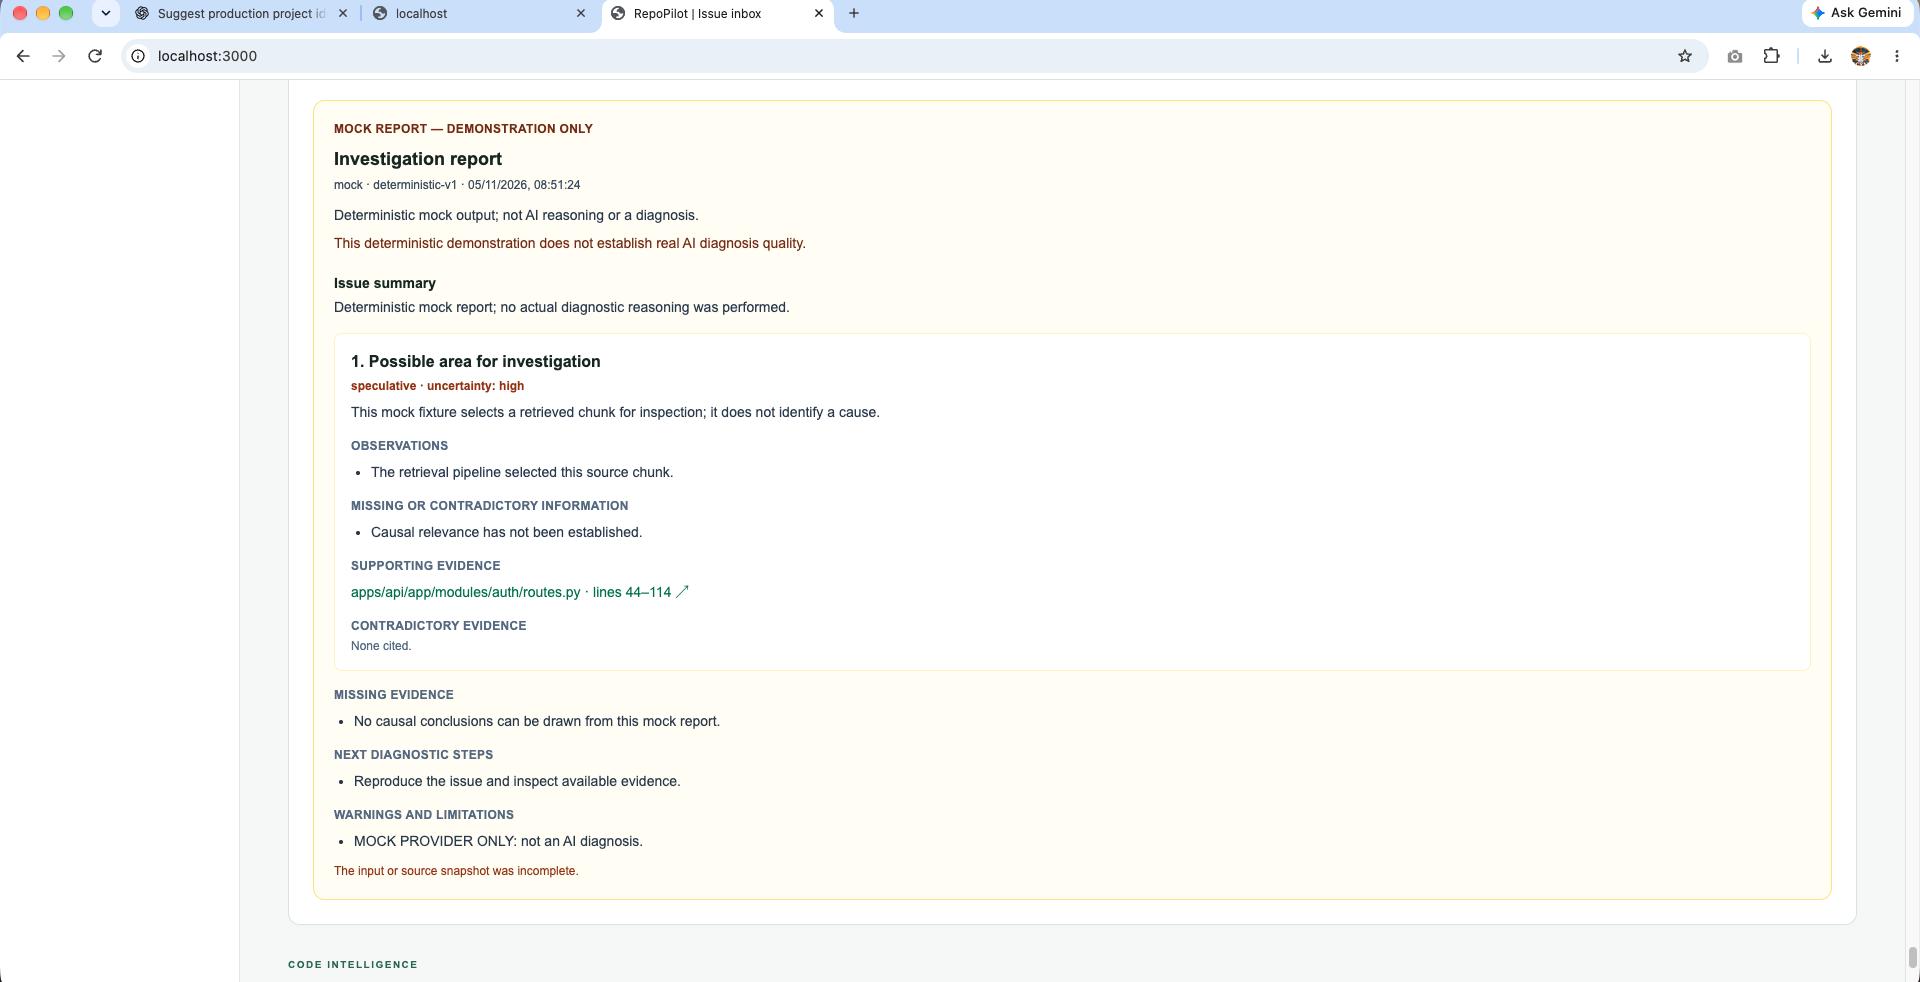 Suggest production project id
localhost
RepoPilot | Issue inbox
Ask Gemini
localhost:3000
MOCK REPORT — DEMONSTRATION ONLY
Investigation report
mock · deterministic-v1 · 05/11/2026, 08:51:24
Deterministic mock output; not AI reasoning or a diagnosis.
This deterministic demonstration does not establish real AI diagnosis quality.
Issue summary
Deterministic mock report; no actual diagnostic reasoning was performed.
1. Possible area for investigation
speculative · uncertainty: high
This mock fixture selects a retrieved chunk for inspection; it does not identify a cause.
OBSERVATIONS
• The retrieval pipeline selected this source chunk.
MISSING OR CONTRADICTORY INFORMATION
• Causal relevance has not been established.
SUPPORTING EVIDENCE
apps/api/app/modules/auth/routes.py · lines 44–114 ↗
CONTRADICTORY EVIDENCE
None cited.
MISSING EVIDENCE
• No causal conclusions can be drawn from this mock report.
NEXT DIAGNOSTIC STEPS
• Reproduce the issue and inspect available evidence.
WARNINGS AND LIMITATIONS
• MOCK PROVIDER ONLY: not an AI diagnosis.
The input or source snapshot was incomplete.
CODE INTELLIGENCE